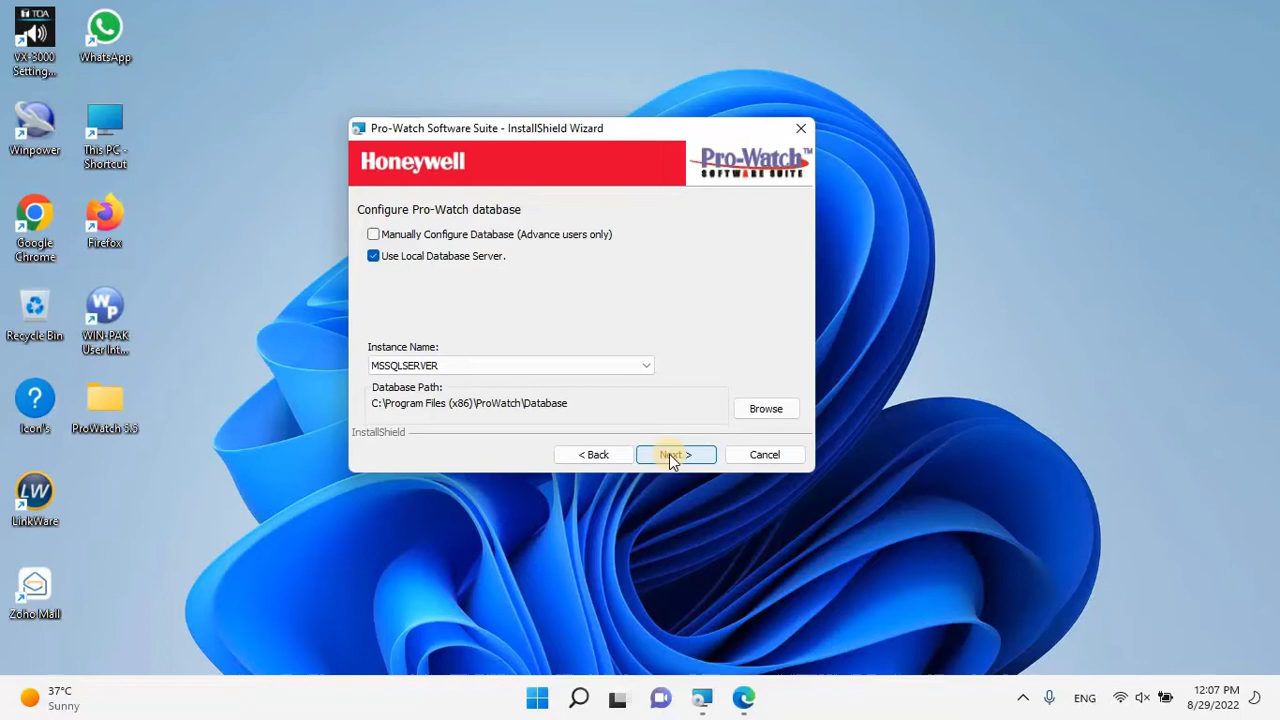 TOA
VX-3000
Setting...
WhatsApp
Winpower
This PC -
Shortcut
Google
Chrome
Firefox
Recycle Bin
WIN-PAK
User Int...
Icon's
ProWatch 5.5
LinkWare
Zoho Mail
Pro-Watch Software Suite - InstallShield Wizard
Honeywell
Pro-Watch™
SOFTWARE SUITE
Configure Pro-Watch database
Manually Configure Database (Advance users only)
Use Local Database Server.
Instance Name:
MSSQLSERVER
Database Path:
C:\Program Files (x86)\ProWatch\Database
Browse
InstallShield
< Back
Next >
Cancel
37°C
Sunny
ENG
12:07 PM
8/29/2022